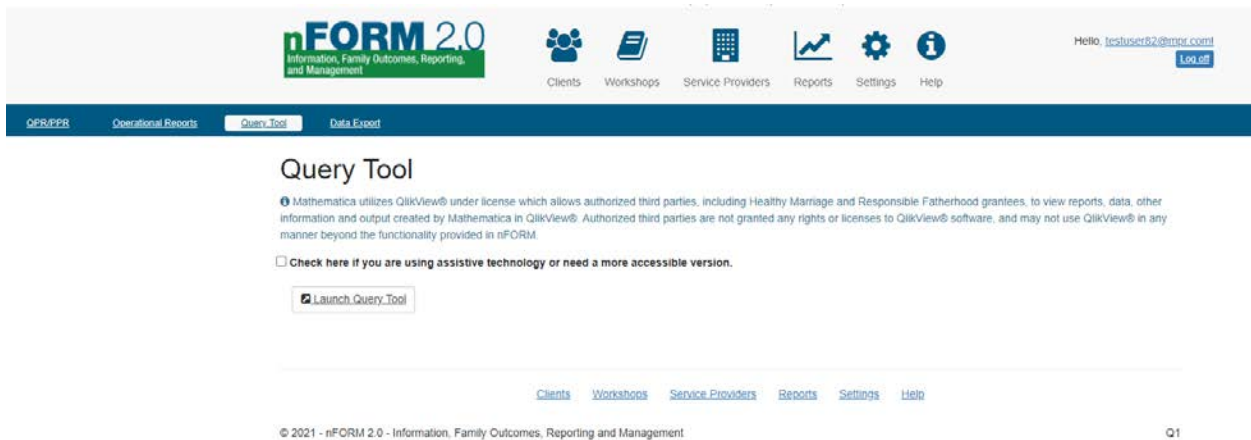 nFORM 2.0
Information, Family Outcomes, Reporting,
and Management
Clients Workshops Service Providers Reports Settings Help
Hello, testuser82@mpr.com!
Log off
QPR/PPR Operational Reports Query Tool Data Export
Query Tool
Mathematica utilizes QlikView® under license which allows authorized third parties, including Healthy Marriage and Responsible Fatherhood grantees, to view reports, data, other
information and output created by Mathematica in QlikView®. Authorized third parties are not granted any rights or licenses to QlikView® software, and may not use QlikView® in any
manner beyond the functionality provided in nFORM.
Check here if you are using assistive technology or need a more accessible version.
Launch Query Tool
Clients Workshops Service Providers Reports Settings Help
© 2021 - nFORM 2.0 - Information, Family Outcomes, Reporting and Management Q1